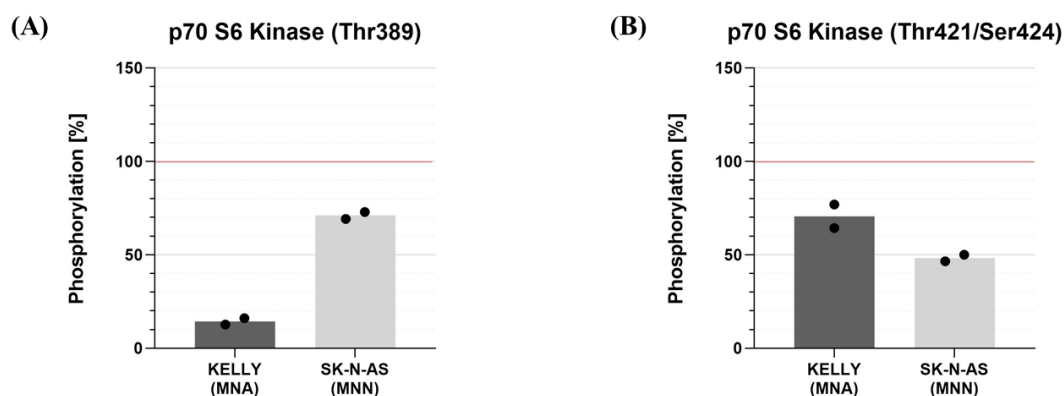 (A)
p70 S6 Kinase (Thr389)
Phosphorylation [%]
150
100
50
0
KELLY
(MNA)
SK-N-AS
(MNN)
(B)
p70 S6 Kinase (Thr421/Ser424)
Phosphorylation [%]
150
100
50
0
KELLY
(MNA)
SK-N-AS
(MNN)